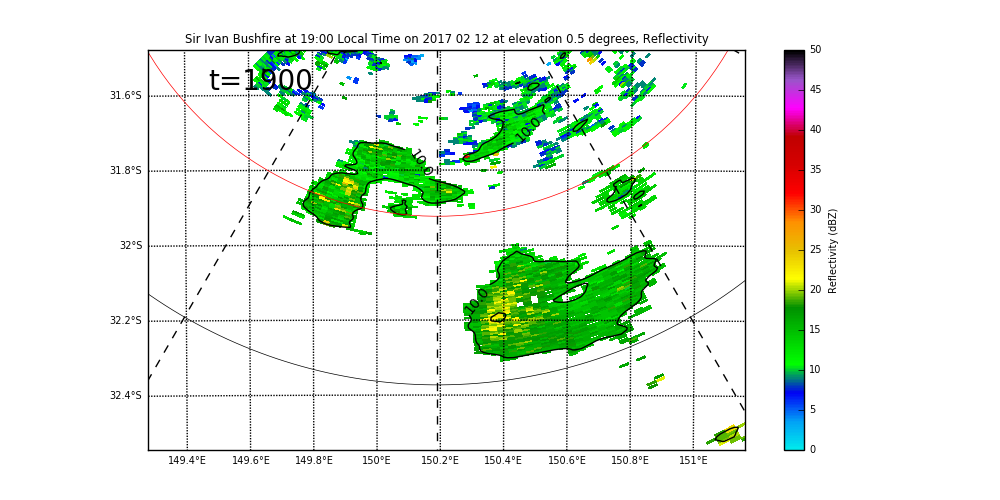 Sir Ivan Bushfire at 19:00 Local Time on 2017 02 12 at elevation 0.5 degrees, Reflectivity
t=1900
31.6°S
31.8°S
32°S
32.2°S
32.4°S
149.4°E 149.6°E 149.8°E 150°E 150.2°E 150.4°E 150.6°E 150.8°E 151°E
10.0
10.0
10.0
50
45
40
35
30
25
20
15
10
5
0
Reflectivity (dBZ)